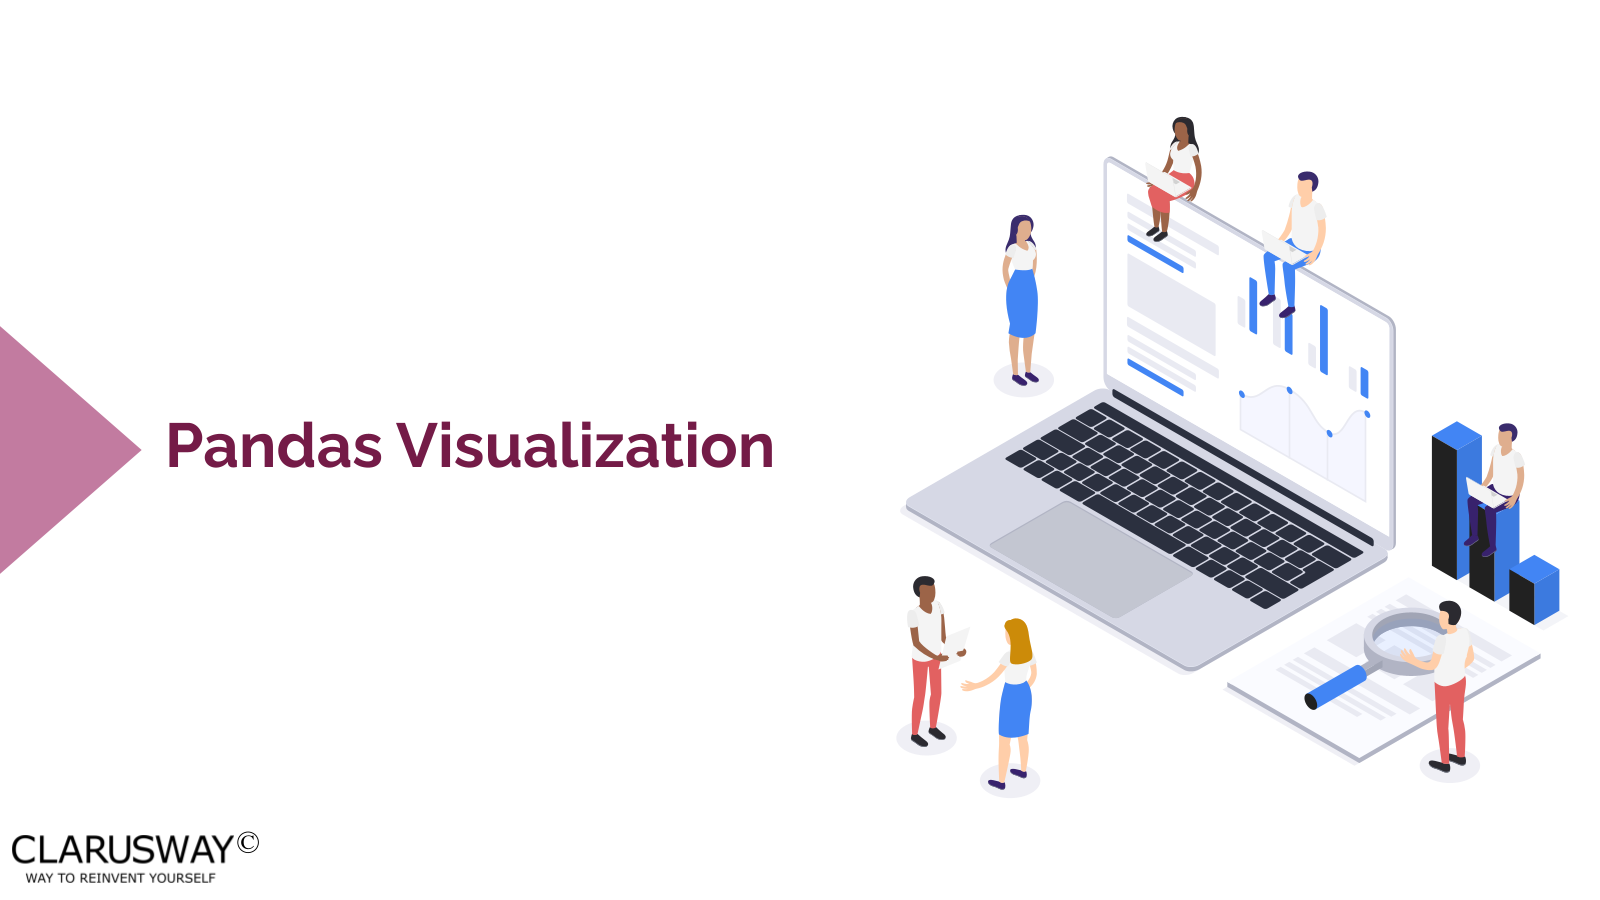 Pandas Visualization
CLARUSWAY©
WAY TO REINVENT YOURSELF